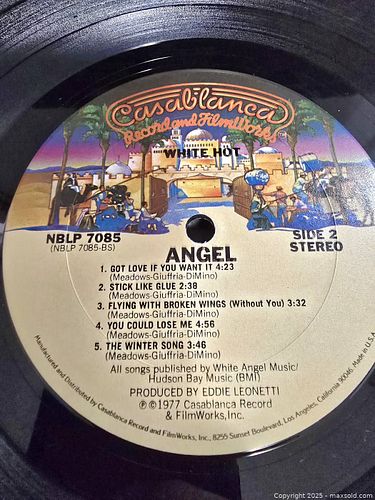 Casablanca
Record and FilmWorks
WHITE HOT
NBLP 7085
(NBLP 7085-BS)
SIDE 2
STEREO
ANGEL
1. GOT LOVE IF YOU WANT IT 4:23
(Meadows-Giuffria-DiMino)
2. STICK LIKE GLUE 2:38
(Meadows-Giuffria-DiMino)
3. FLYING WITH BROKEN WINGS (Without You) 3:32
(Meadows-Giuffria-DiMino)
4. YOU COULD LOSE ME 4:56
(Meadows-Giuffria-DiMino)
5. THE WINTER SONG 3:46
(Meadows-Giuffria-DiMino)
All songs published by White Angel Music/
Hudson Bay Music (BMI)
PRODUCED BY EDDIE LEONETTI
℗ © 1977 Casablanca Record
& FilmWorks, Inc.
Manufactured and Distributed by Casablanca Record and FilmWorks, Inc., 8255 Sunset Boulevard, Los Angeles, California 90046. Made in U.S.A.
Copyright 2025 - maxsold.com